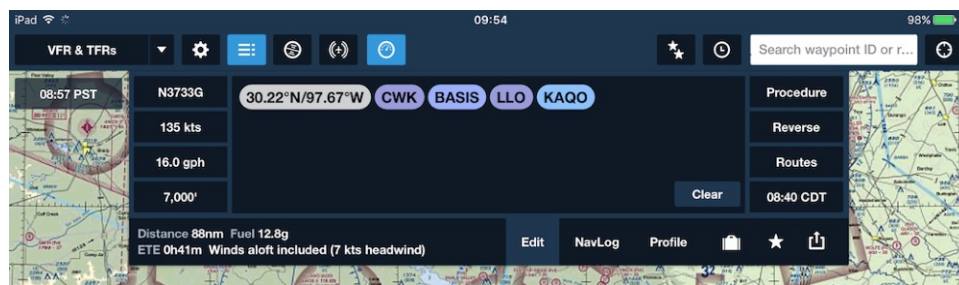 iPad 09:54 98%
VFR & TFRs Search waypoint ID or r...
08:57 PST N3733G 30.22°N/97.67°W CWK BASIS LLO KAQO Procedure
135 kts Reverse
16.0 gph Routes
7,000' Clear 08:40 CDT
Distance 88nm Fuel 12.8g
ETE 0h41m Winds aloft included (7 kts headwind)
Edit NavLog Profile